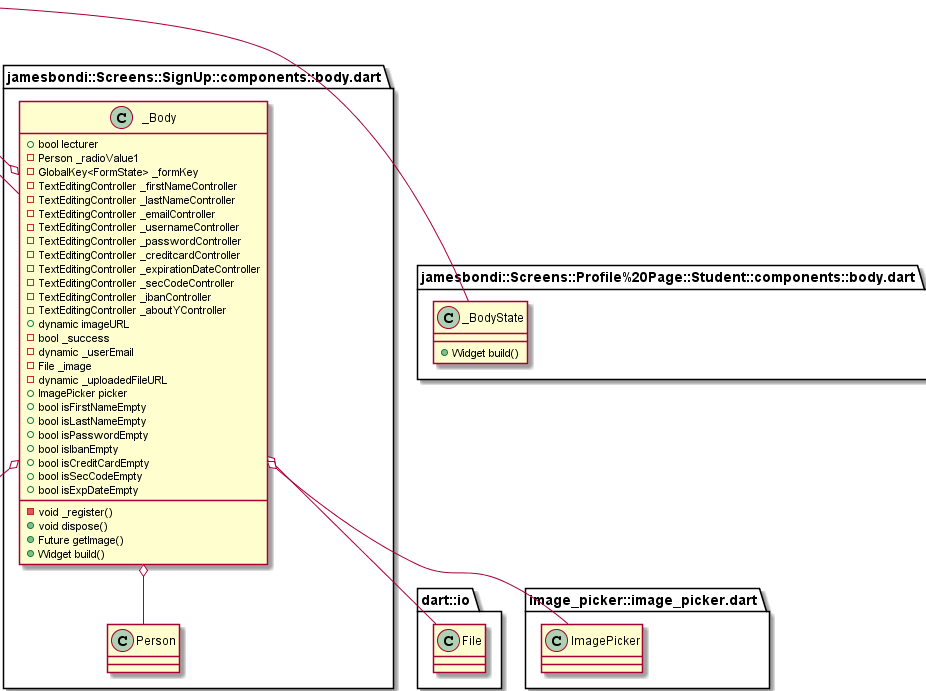 jamesbondi::Screens::SignUp::components::body.dart
C _Body
bool lecturer
Person _radioValue1
GlobalKey<FormState> _formKey
TextEditingController _firstNameController
TextEditingController _lastNameController
TextEditingController _emailController
TextEditingController _usernameController
TextEditingController _passwordController
TextEditingController _creditcardController
TextEditingController _expirationDateController
TextEditingController _secCodeController
TextEditingController _ibanController
TextEditingController _aboutYController
dynamic imageURL
bool _success
dynamic _userEmail
File _image
dynamic _uploadedFileURL
ImagePicker picker
bool isFirstNameEmpty
bool isLastNameEmpty
bool isPasswordEmpty
bool isIbanEmpty
bool isCreditCardEmpty
bool isSecCodeEmpty
bool isExpDateEmpty
void _register()
void dispose()
Future getImage()
Widget build()
C Person
jamesbondi::Screens::Profile%20Page::Student::components::body.dart
C _BodyState
Widget build()
dart::io
C File
image_picker::image_picker.dart
C ImagePicker